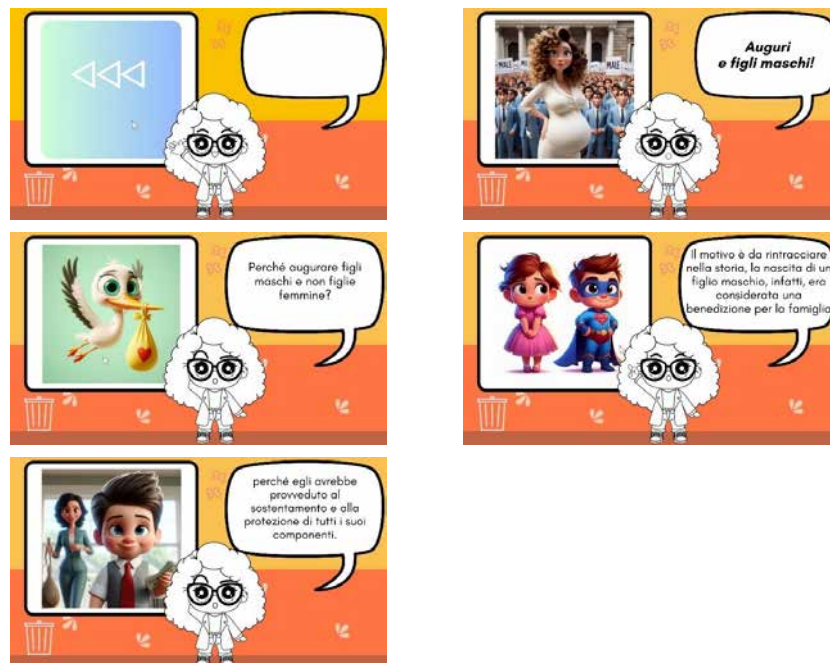 Auguri
e figli maschi!
MALE
MALE
Perché augurare figli
maschi e non figlie
femmine?
Il motivo è da rintracciare
nella storia, la nascita di un
figlio maschio, infatti, era
considerata una
benedizione per la famiglia
perché egli avrebbe
provveduto al
sostentamento e alla
protezione di tutti i suoi
componenti.